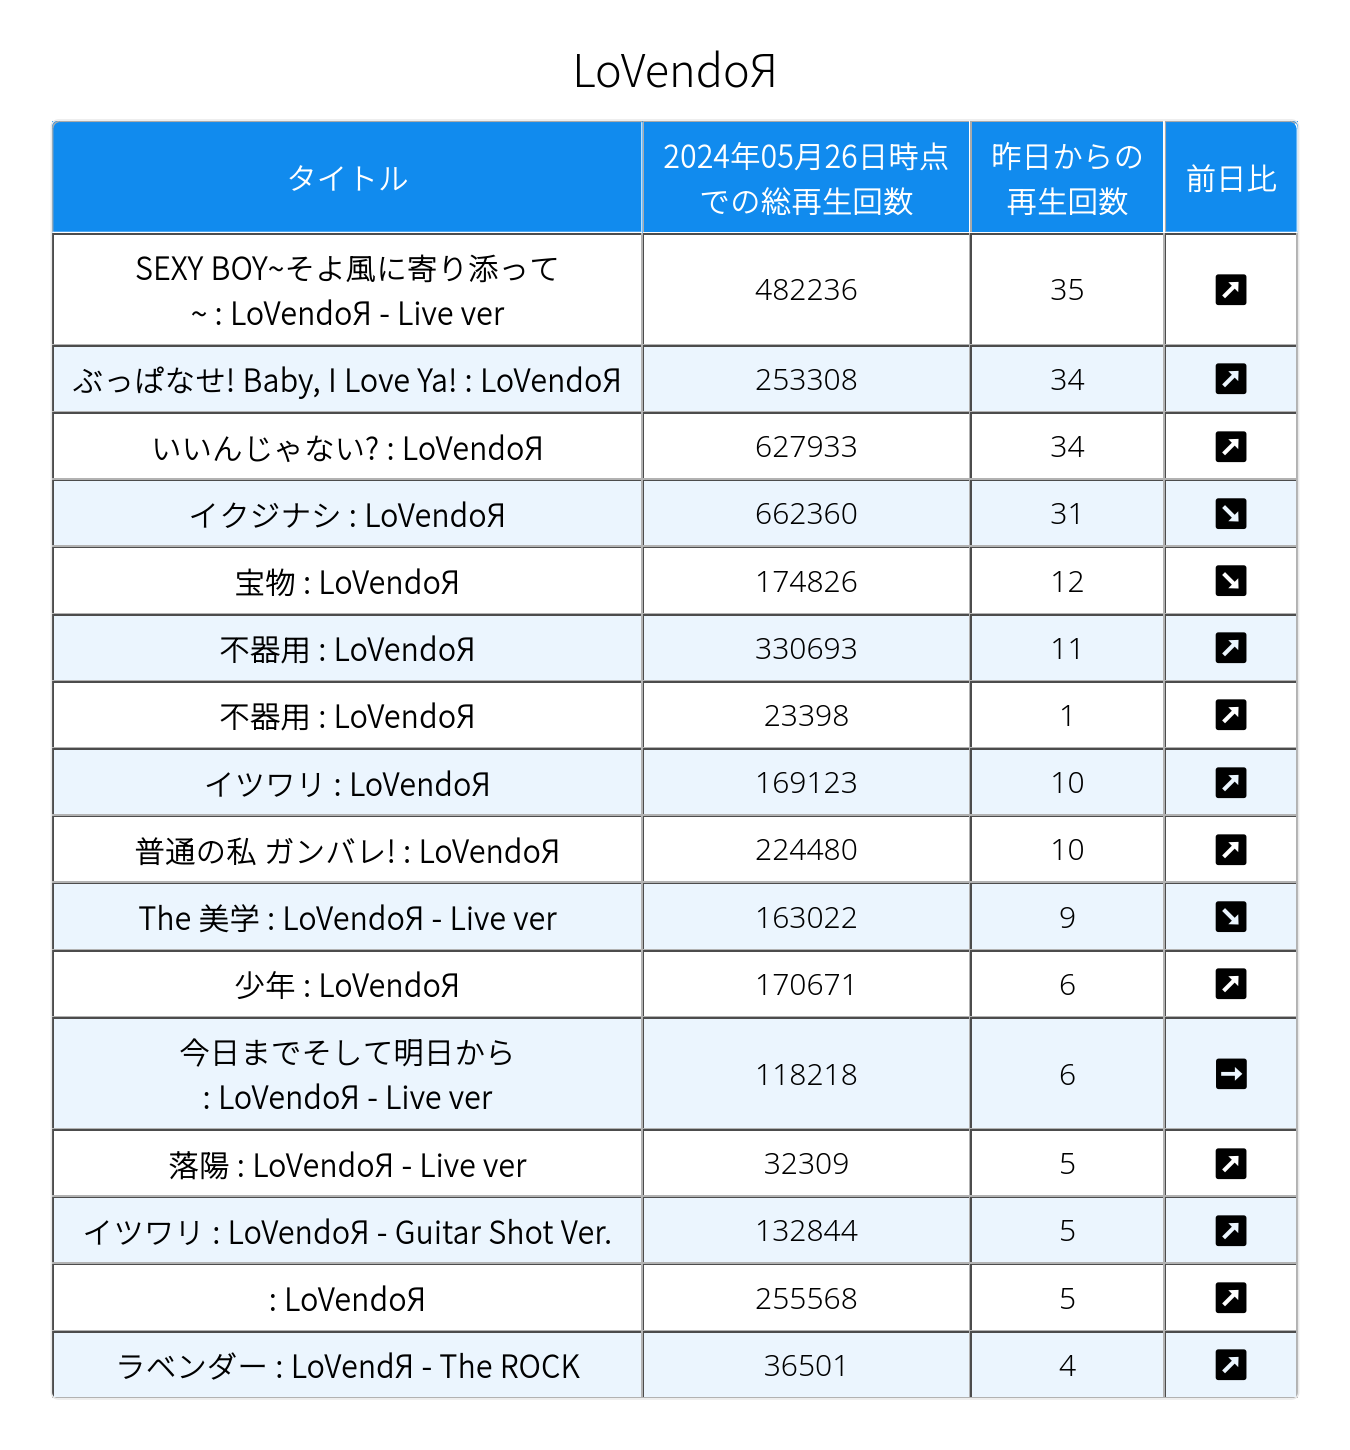 LoVendoЯ
タイトル
2024年05月26日時点
での総再生回数
昨日からの
再生回数
前日比
SEXY BOY~そよ風に寄り添って
~ : LoVendoЯ - Live ver
482236
35
ぶっぱなせ! Baby, I Love Ya! : LoVendoЯ
253308
34
いいんじゃない? : LoVendoЯ
627933
34
イクジナシ : LoVendoЯ
662360
31
宝物 : LoVendoЯ
174826
12
不器用 : LoVendoЯ
330693
11
不器用 : LoVendoЯ
23398
1
イツワリ : LoVendoЯ
169123
10
普通の私 ガンバレ! : LoVendoЯ
224480
10
The 美学 : LoVendoЯ - Live ver
163022
9
少年 : LoVendoЯ
170671
6
今日までそして明日から
: LoVendoЯ - Live ver
118218
6
落陽 : LoVendoЯ - Live ver
32309
5
イツワリ : LoVendoЯ - Guitar Shot Ver.
132844
5
: LoVendoЯ
255568
5
ラベンダー : LoVendЯ - The ROCK
36501
4